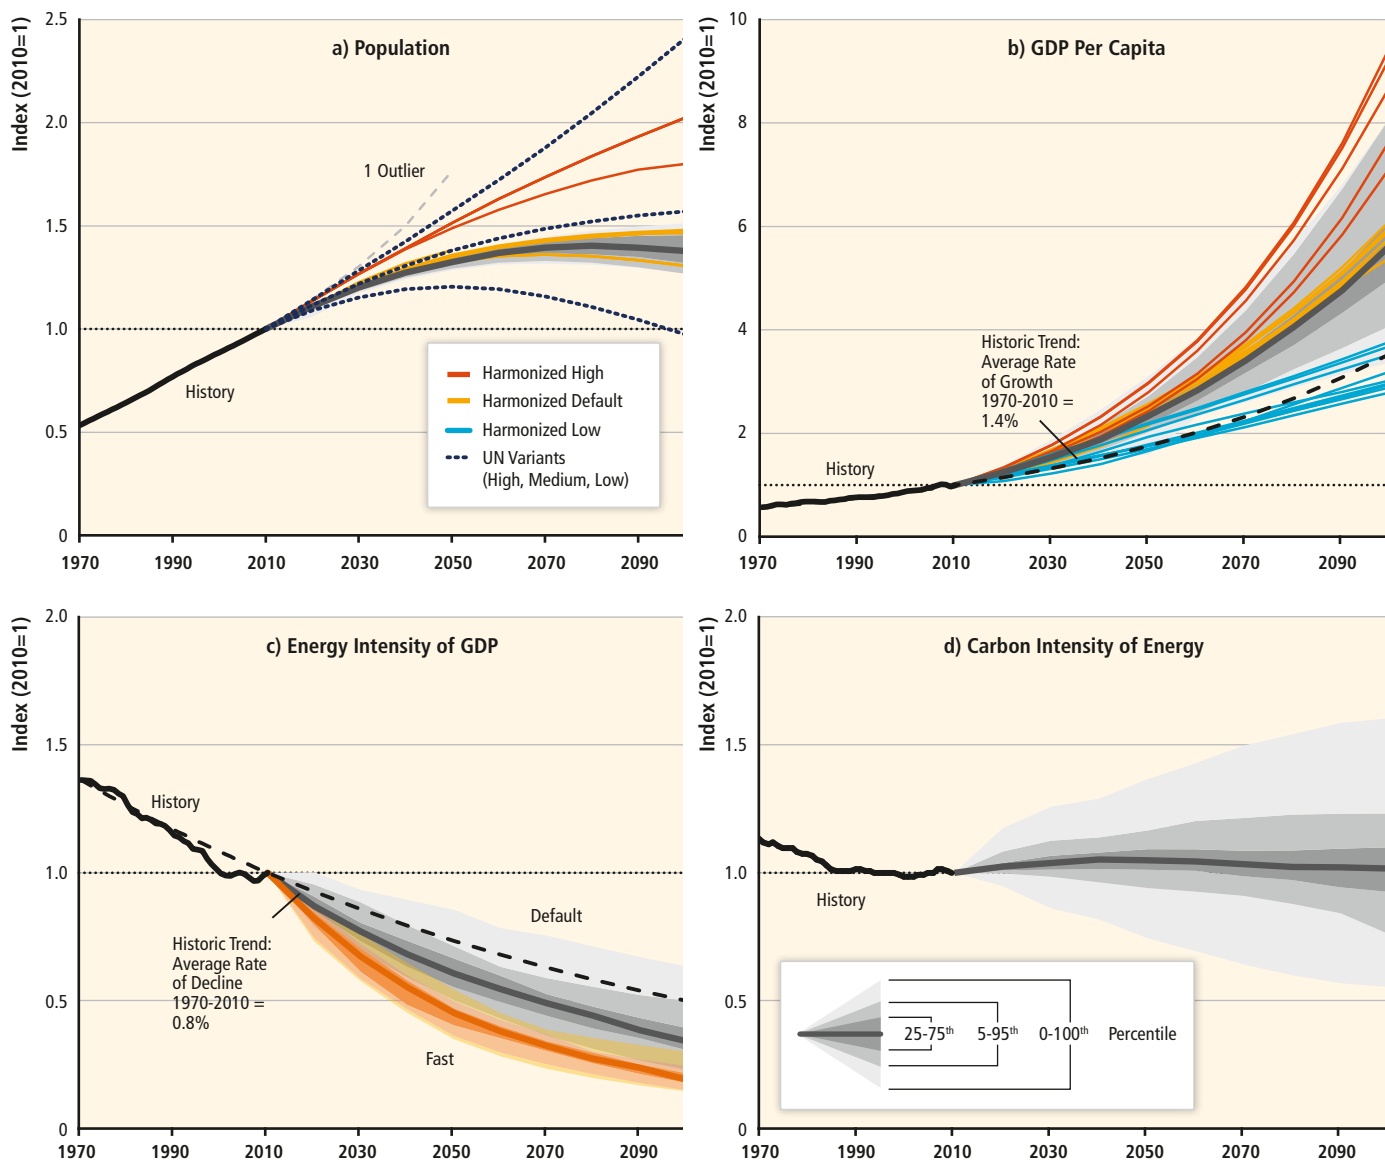 a) Population
Index (2010=1)
2.5
2.0
1.5
1.0
0.5
0
1 Outlier
History
Harmonized High
Harmonized Default
Harmonized Low
UN Variants
(High, Medium, Low)
1970 1990 2010 2030 2050 2070 2090
b) GDP Per Capita
Index (2010=1)
10
8
6
4
2
0
Historic Trend:
Average Rate
of Growth
1970-2010 =
1.4%
History
1970 1990 2010 2030 2050 2070 2090
c) Energy Intensity of GDP
Index (2010=1)
2.0
1.5
1.0
0.5
0
History
Default
Historic Trend:
Average Rate
of Decline
1970-2010 =
0.8%
Fast
1970 1990 2010 2030 2050 2070 2090
d) Carbon Intensity of Energy
Index (2010=1)
2.0
1.5
1.0
0.5
0
History
25-75th 5-95th 0-100th Percentile
1970 1990 2010 2030 2050 2070 2090